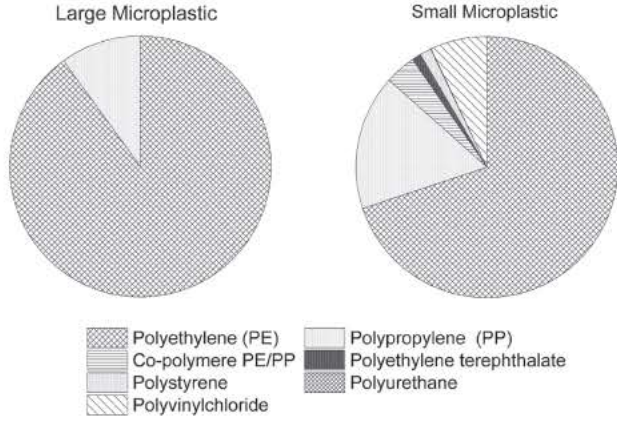 Large Microplastic
Small Microplastic
Polyethylene (PE)
Polypropylene (PP)
Co-polymere PE/PP
Polyethylene terephthalate
Polystyrene
Polyurethane
Polyvinylchloride